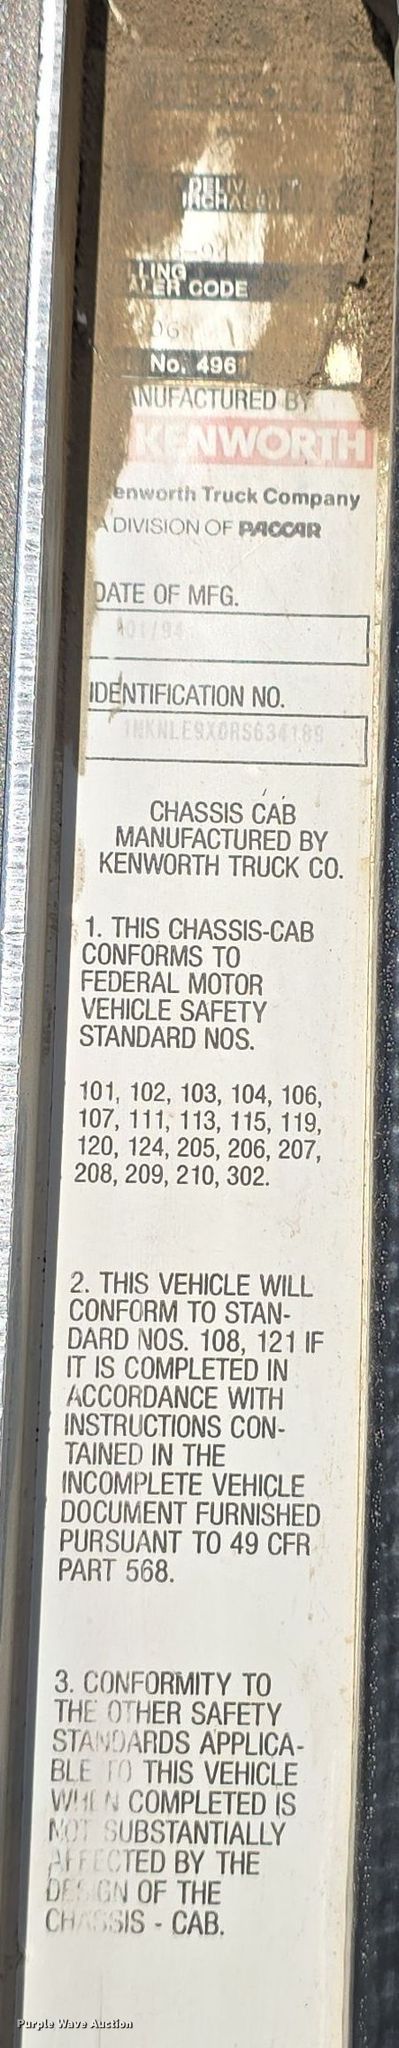 No. 496
ANUFACTURED BY
KENWORTH
enworth Truck Company
A DIVISION OF PACCAR
DATE OF MFG.
01/94
IDENTIFICATION NO.
1NKNLE9X0RS634189
CHASSIS CAB
MANUFACTURED BY
KENWORTH TRUCK CO.
1. THIS CHASSIS-CAB
CONFORMS TO
FEDERAL MOTOR
VEHICLE SAFETY
STANDARD NOS.
101, 102, 103, 104, 106,
107, 111, 113, 115, 119,
120, 124, 205, 206, 207,
208, 209, 210, 302.
2. THIS VEHICLE WILL
CONFORM TO STAN-
DARD NOS. 108, 121 IF
IT IS COMPLETED IN
ACCORDANCE WITH
INSTRUCTIONS CON-
TAINED IN THE
INCOMPLETE VEHICLE
DOCUMENT FURNISHED
PURSUANT TO 49 CFR
PART 568.
3. CONFORMITY TO
THE OTHER SAFETY
STANDARDS APPLICA-
BLE TO THIS VEHICLE
WHEN COMPLETED IS
NOT SUBSTANTIALLY
AFFECTED BY THE
DESIGN OF THE
CHASSIS - CAB.
Purple Wave Auction